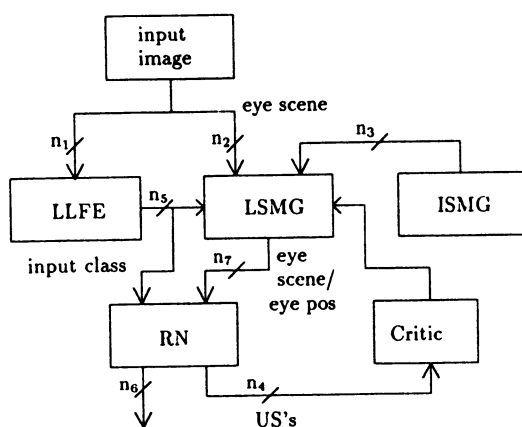 input
image
eye scene
n₁
n₂
n₃
LLFE
n₅
LSMG
ISMG
input class
n₇
eye
scene/
eye pos
RN
Critic
n₆
n₄
US's